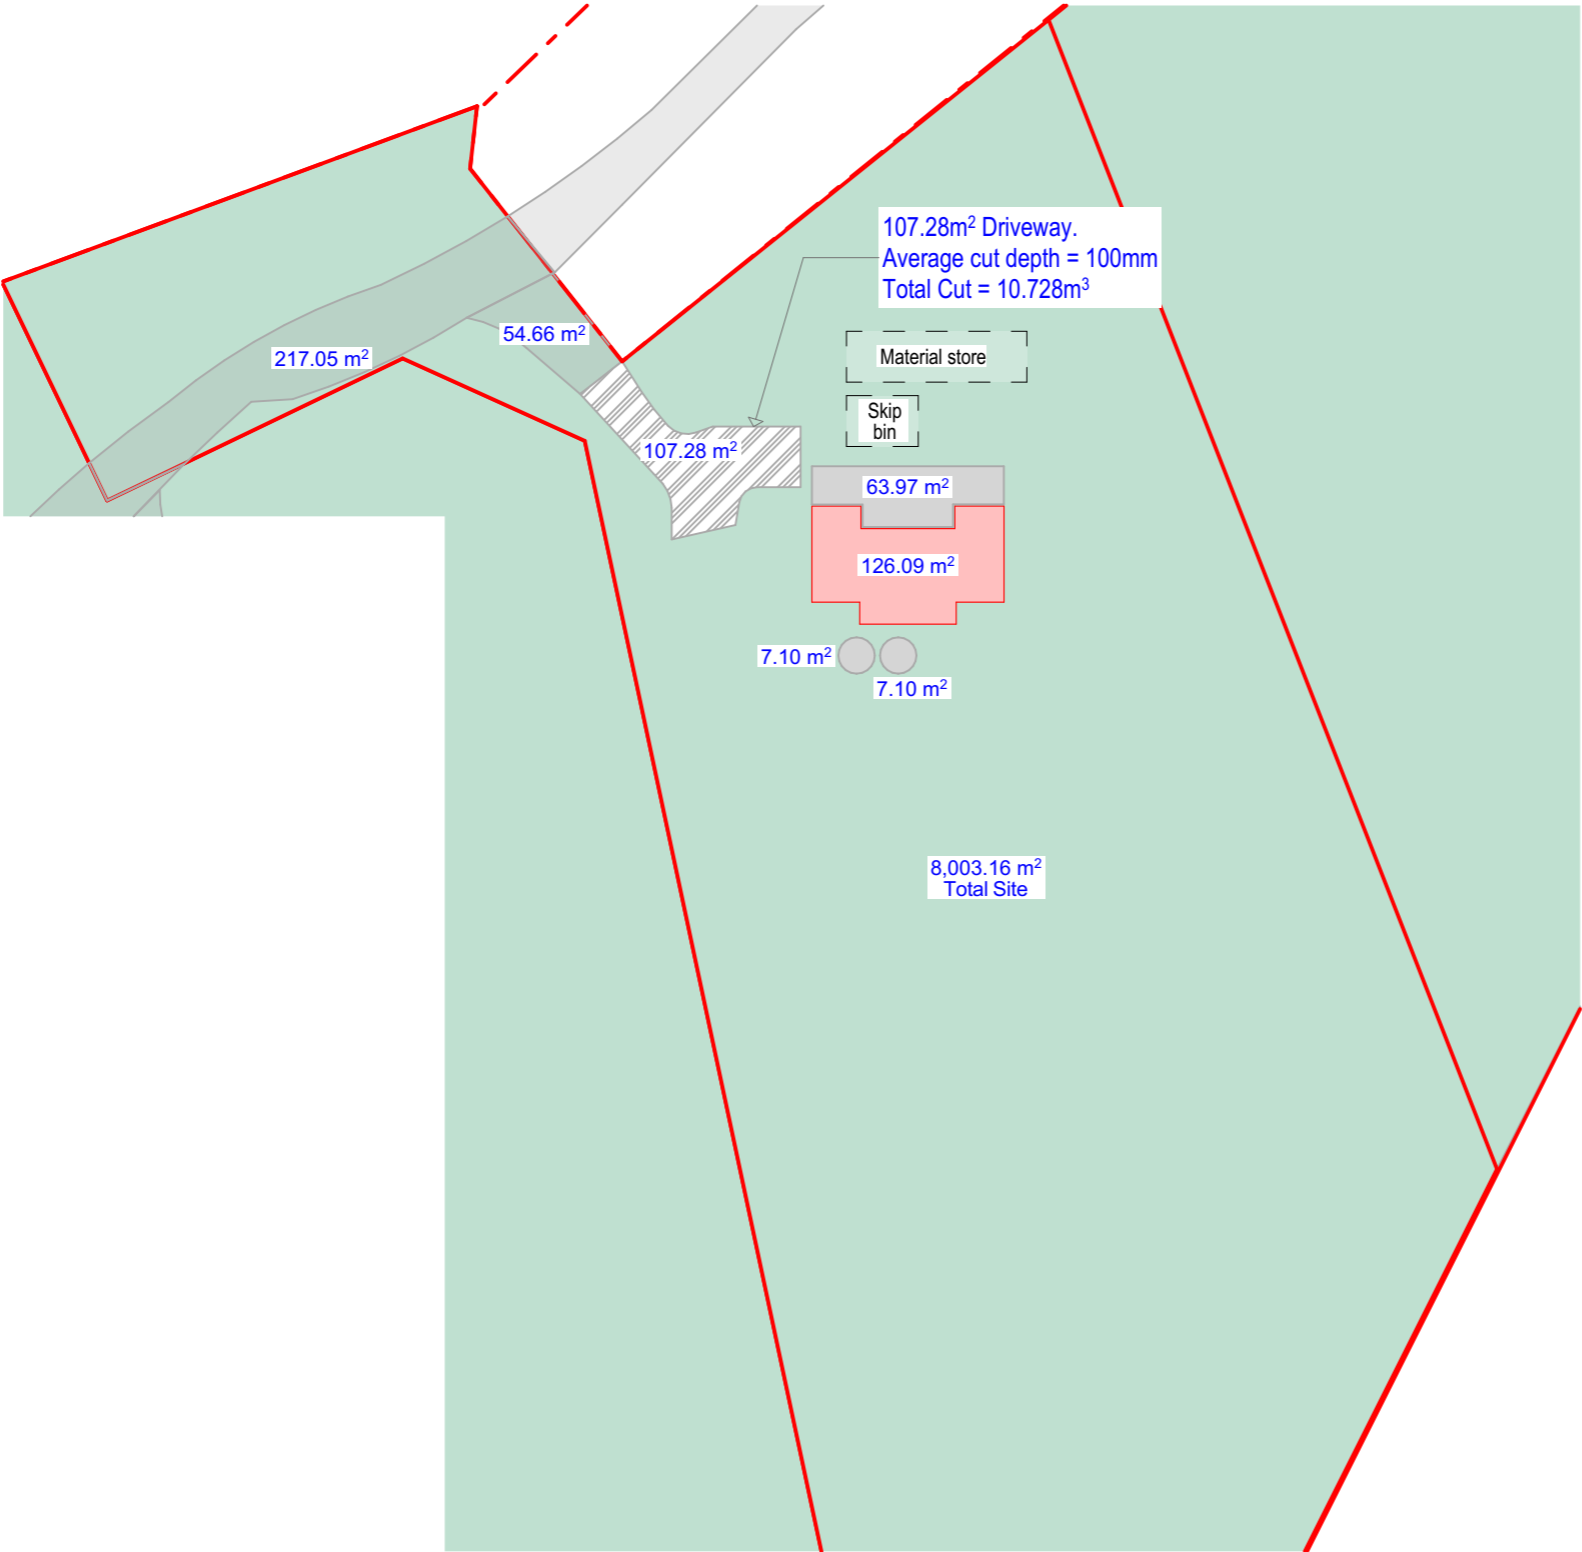 107.28m² Driveway.
Average cut depth = 100mm
Total Cut = 10.728m³
54.66 m²
217.05 m²
Material store
Skip
bin
107.28 m²
63.97 m²
126.09 m²
7.10 m²
7.10 m²
8,003.16 m²
Total Site